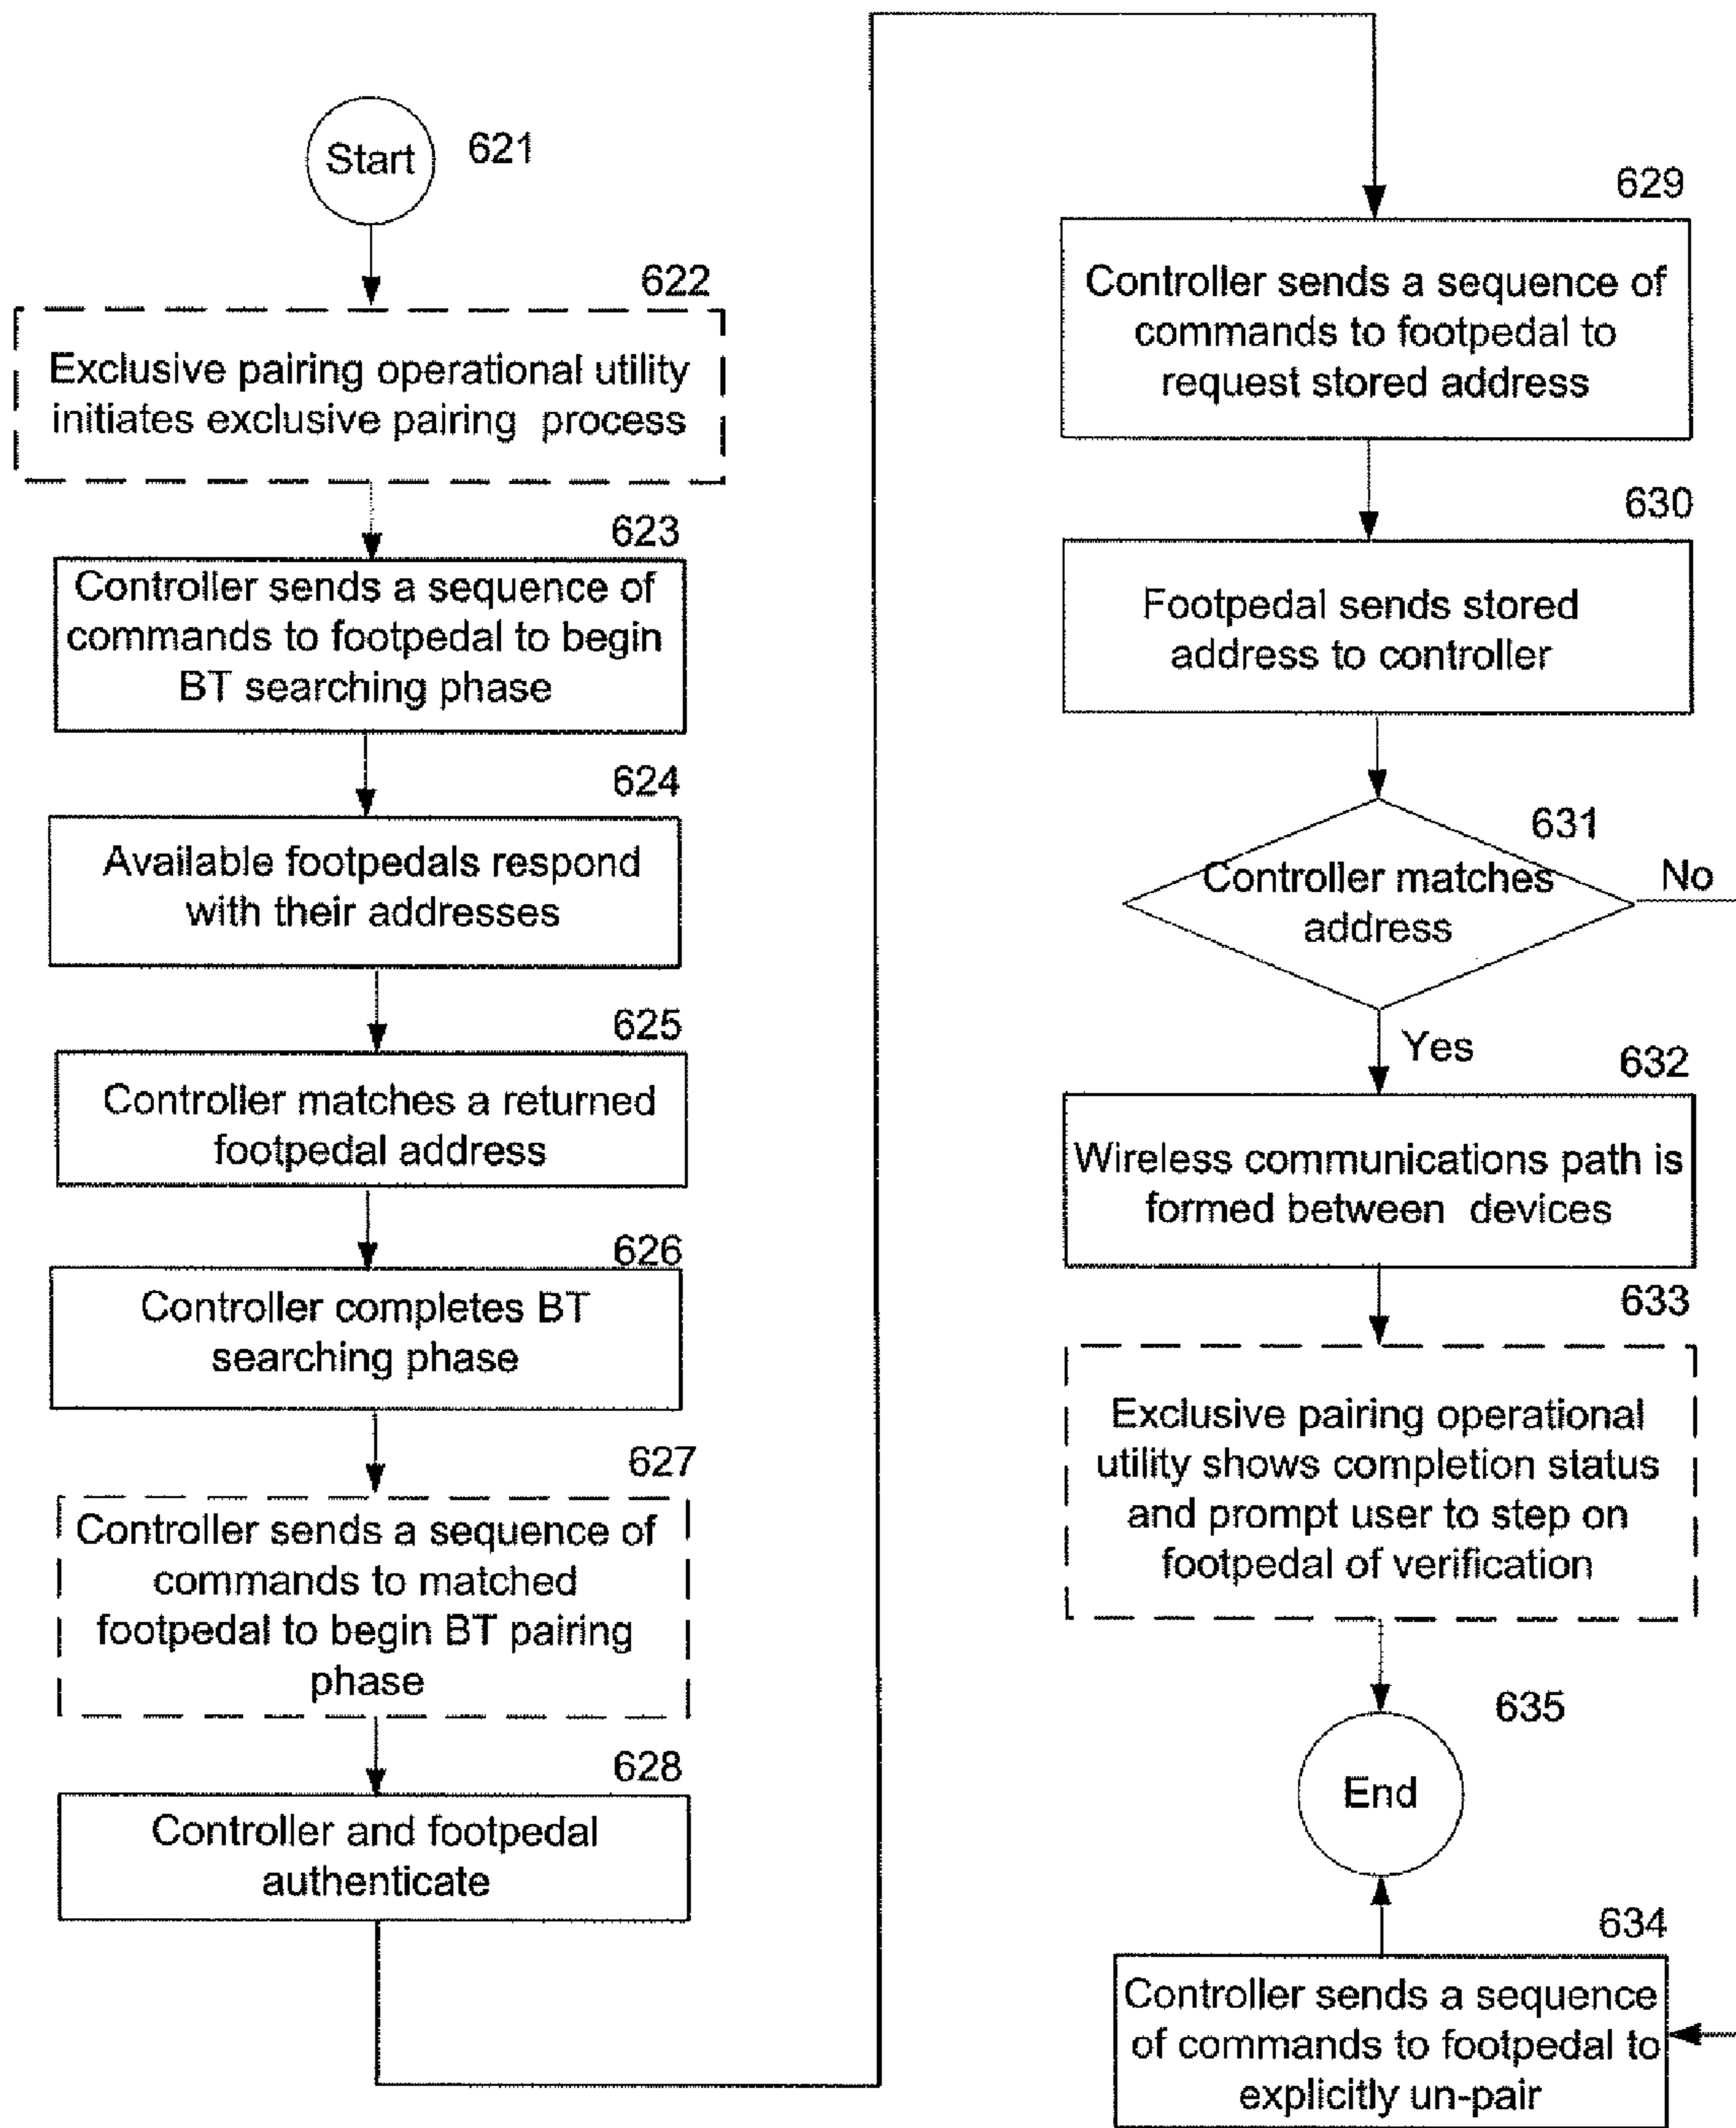 Start
621
622
Exclusive pairing operational utility
initiates exclusive pairing process
623
Controller sends a sequence of
commands to footpedal to begin
BT searching phase
624
Available footpedals respond
with their addresses
625
Controller matches a returned
footpedal address
626
Controller completes BT
searching phase
627
Controller sends a sequence of
commands to matched
footpedal to begin BT pairing
phase
628
Controller and footpedal
authenticate
629
Controller sends a sequence of
commands to footpedal to
request stored address
630
Footpedal sends stored
address to controller
631
Controller matches
address
No
Yes
632
Wireless communications path is
formed between devices
633
Exclusive pairing operational
utility shows completion status
and prompt user to step on
footpedal of verification
635
End
634
Controller sends a sequence
of commands to footpedal to
explicitly un-pair